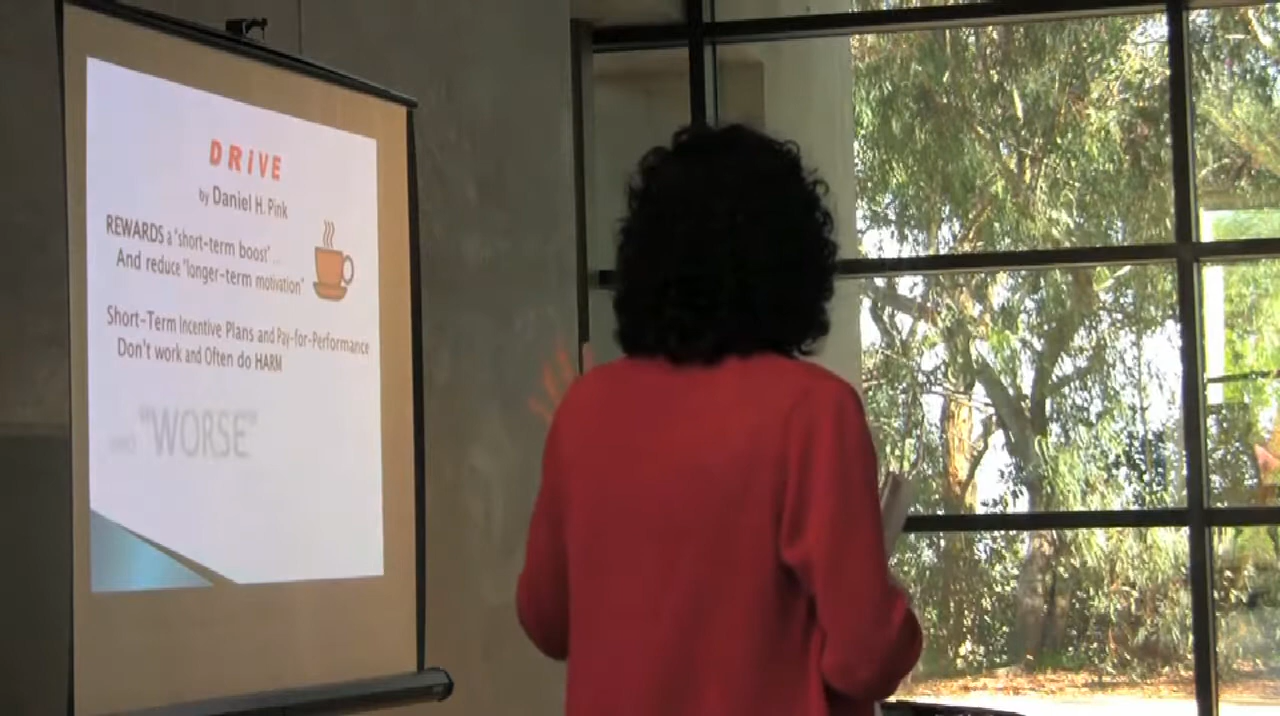 DRiVE
by Daniel H. Pink
REWARDS a "short-term boost" . .
And reduce "longer-term motivation"
Short-Term Incentive Plans and Pay-for-Performance
Don't work and Often do HARM
"WORSE"